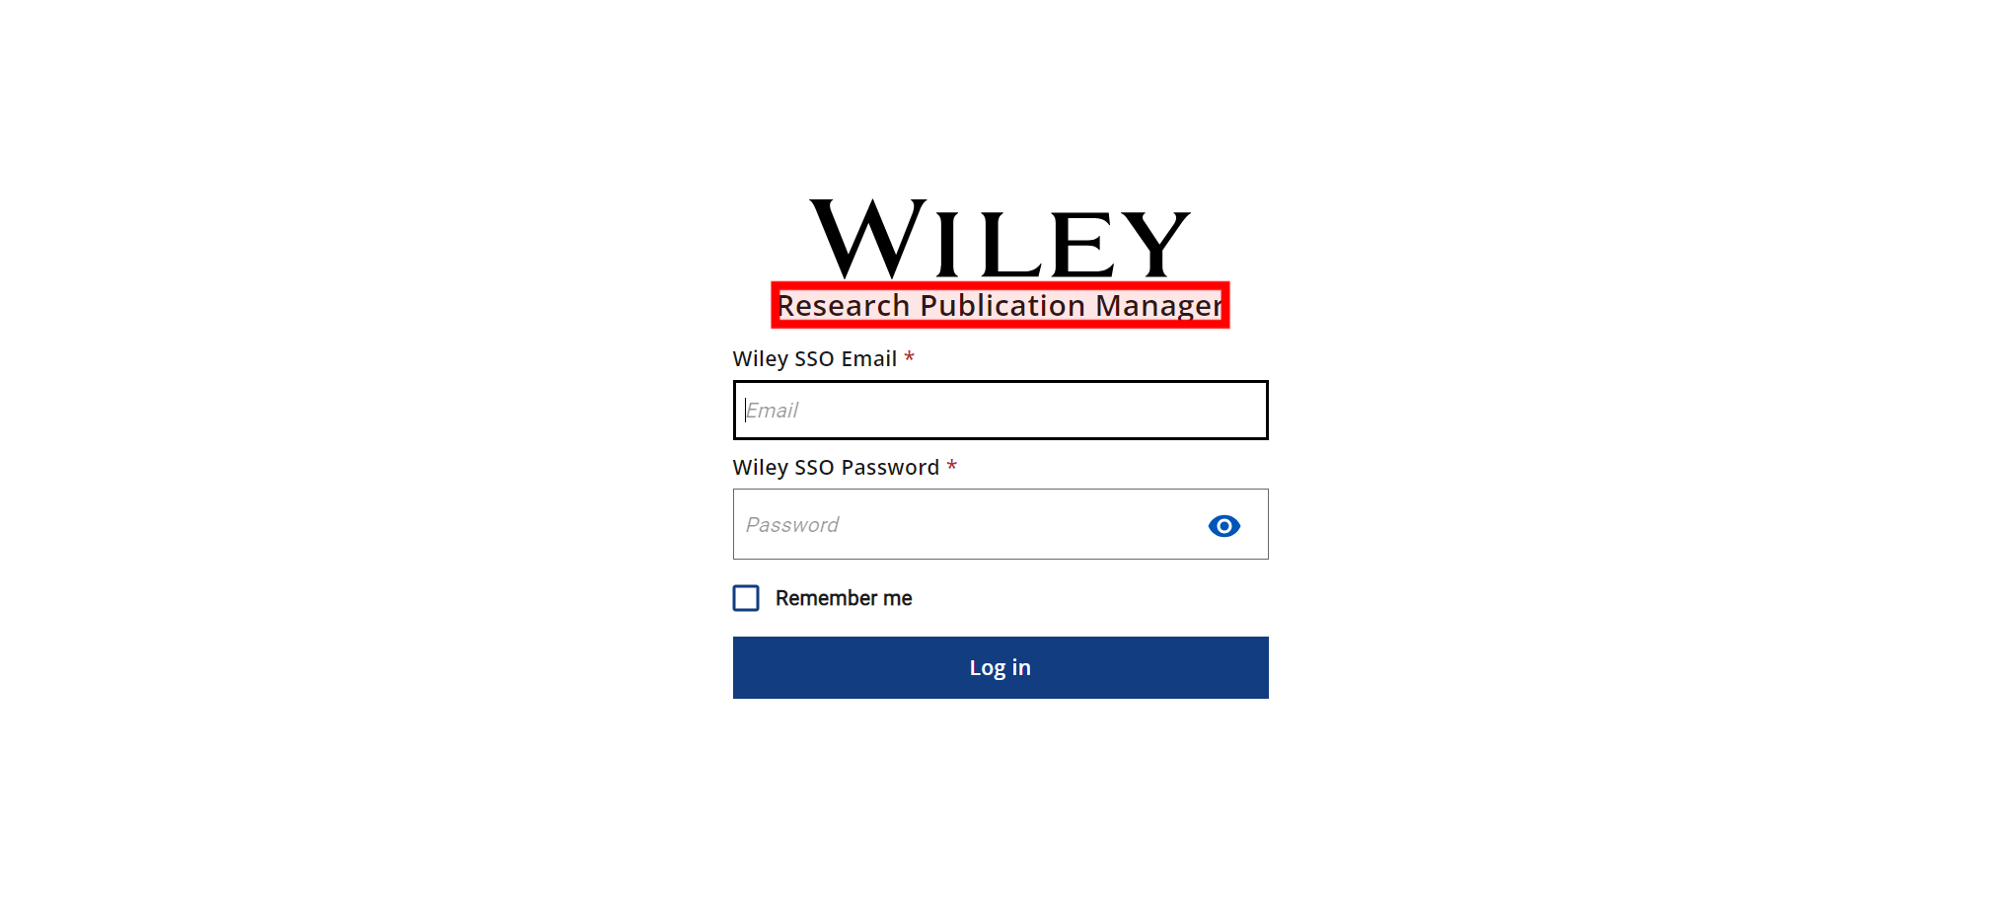 WILEY
Research Publication Manager
Wiley SSO Email *
Email
Wiley SSO Password *
Password
Remember me
Log in